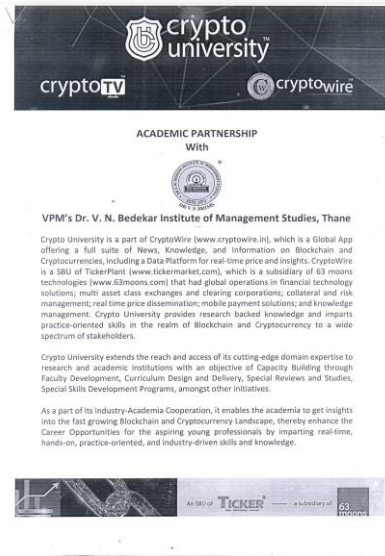 crypto
university™
cryptoTV
cryptowire
ACADEMIC PARTNERSHIP
With
VPM's Dr. V. N. Bedekar Institute of Management Studies, Thane
Crypto University is a part of CryptoWire (www.cryptowire.in), which is a Global App
offering a full suite of News, Knowledge, and Information on Blockchain and
Cryptocurrencies, including a Data Platform for real-time price and insights. CryptoWire
is a SBU of TickerPlant (www.tickermarket.com), which is a subsidiary of 63 moons
technologies (www.63moons.com) that had global operations in financial technology
solutions; multi asset class exchanges and clearing corporations; collateral and risk
management; real time price dissemination; mobile payment solutions; and knowledge
management. Crypto University provides research backed knowledge and imparts
practice-oriented skills in the realm of Blockchain and Cryptocurrency to a wide
spectrum of stakeholders.
Crypto University extends the reach and access of its cutting-edge domain expertise to
research and academic institutions with an objective of Capacity Building through
Faculty Development, Curriculum Design and Delivery, Special Reviews and Studies,
Special Skills Development Programs, amongst other initiatives.
As a part of its Industry-Academia Cooperation, it enables the academia to get insights
into the fast growing Blockchain and Cryptocurrency Landscape, thereby enhance the
Career Opportunities for the aspiring young professionals by imparting real-time,
hands-on, practice-oriented, and industry-driven skills and knowledge.
An SBU of TICKER a subsidiary of 63 moons